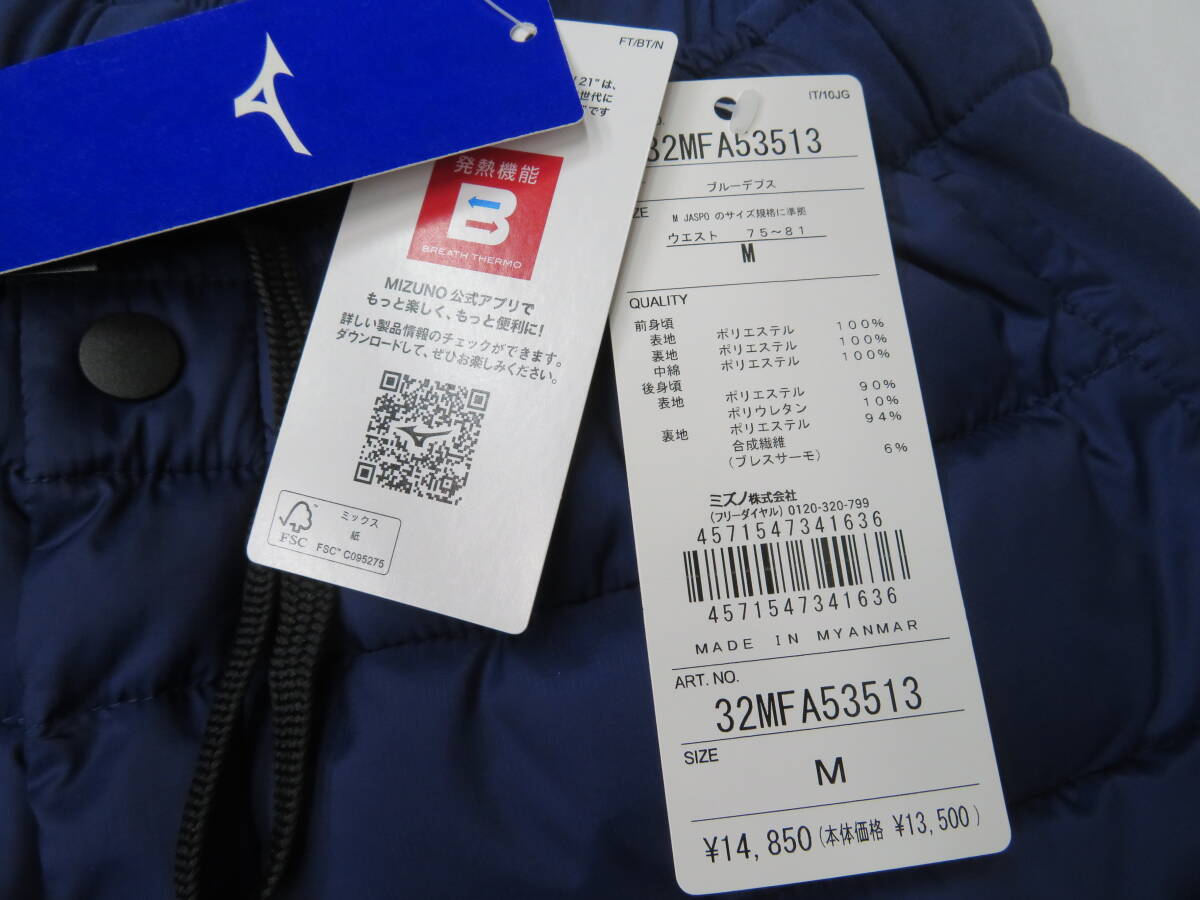 FT/BT/N
21"は、
世代に
です
発熱機能
B
BREATH THERMO
MIZUNO 公式アプリで
もっと楽しく、もっと便利に!
詳しい製品情報のチェックができます。
ダウンロードして、ぜひお楽しみください。
FSC
ミックス
紙
FSC™ C095275
IT/10JG
32MFA53513
ブルーデプス
M JASPO のサイズ規格に準拠
ウエスト 75~81
M
QUALITY
前身頃
表地 ポリエステル 100%
裏地 ポリエステル 100%
中綿 ポリエステル 100%
後身頃
表地 ポリエステル 90%
ポリウレタン 10%
裏地 ポリエステル 94%
合成繊維
(ブレスサーモ) 6%
ミズノ株式会社
(フリーダイヤル) 0120-320-799
4571547341636
4571547341636
MADE IN MYANMAR
ART. NO.
32MFA53513
SIZE
M
¥14,850(本体価格 ¥13,500)